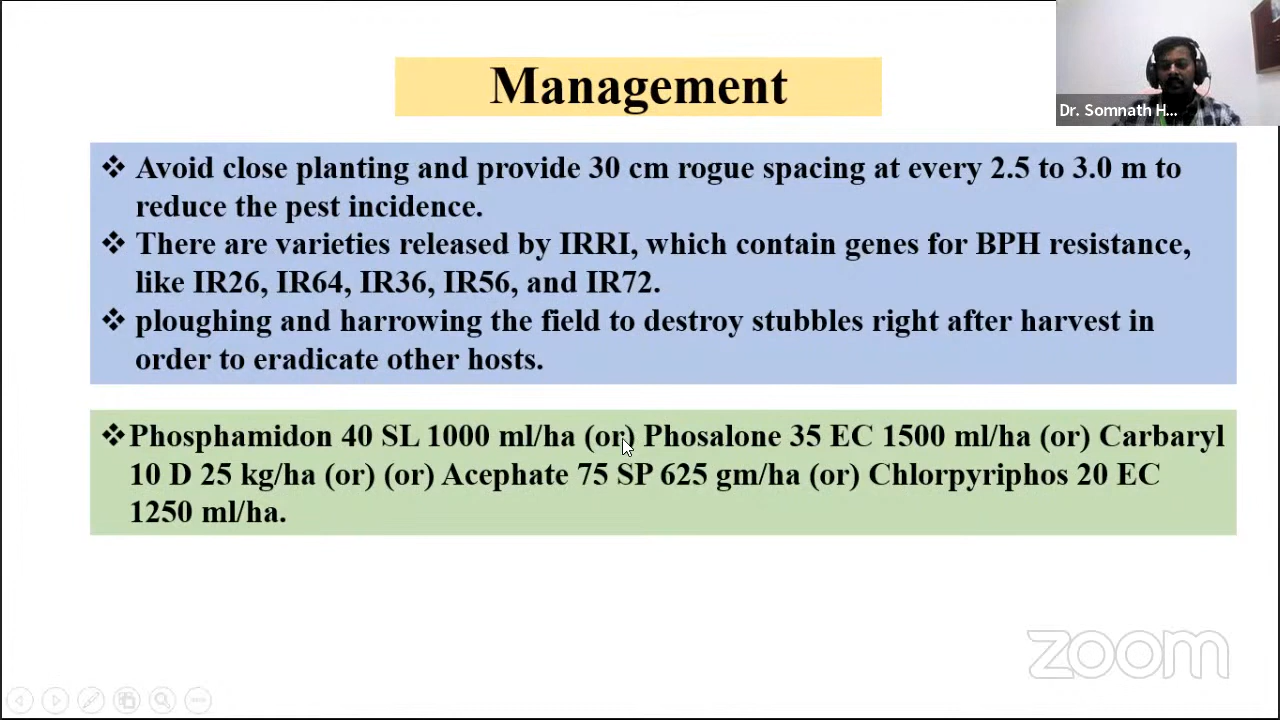 Management
Dr. Somnath H...
❖ Avoid close planting and provide 30 cm rogue spacing at every 2.5 to 3.0 m to
reduce the pest incidence.
❖ There are varieties released by IRRI, which contain genes for BPH resistance,
like IR26, IR64, IR36, IR56, and IR72.
❖ ploughing and harrowing the field to destroy stubbles right after harvest in
order to eradicate other hosts.
❖Phosphamidon 40 SL 1000 ml/ha (or) Phosalone 35 EC 1500 ml/ha (or) Carbaryl
10 D 25 kg/ha (or) (or) Acephate 75 SP 625 gm/ha (or) Chlorpyriphos 20 EC
1250 ml/ha.
zoom